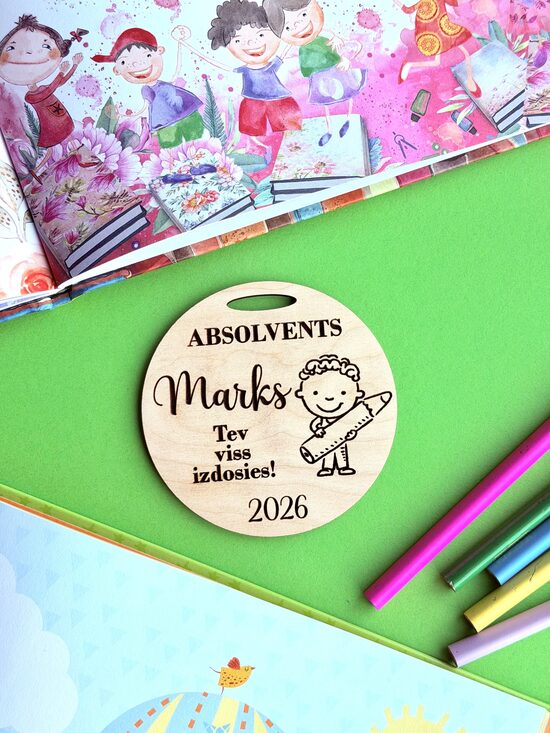 ABSOLVENTS
Marks
Tev
viss
izdosies!
2026